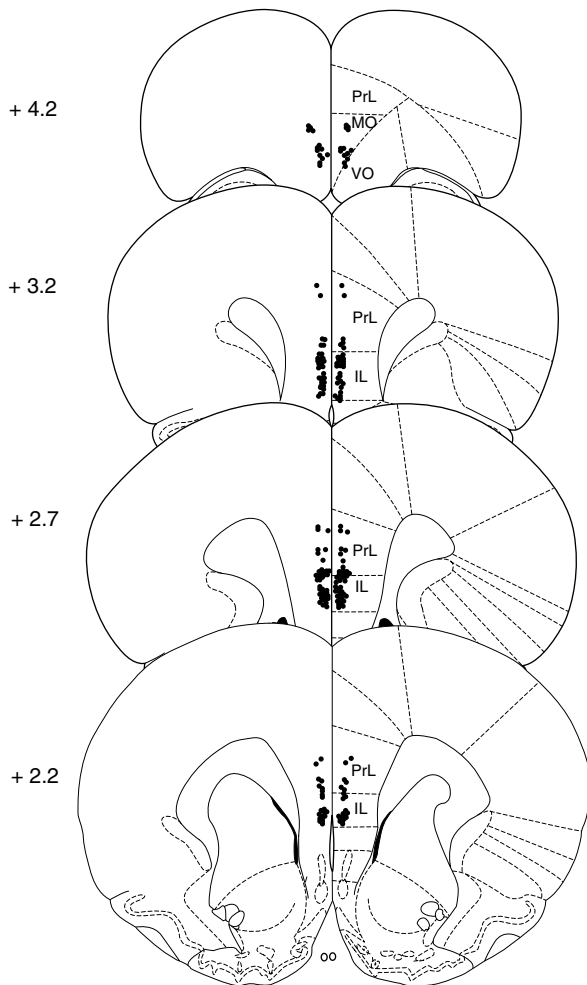 + 4.2
PrL
MO
VO
+ 3.2
PrL
IL
+ 2.7
PrL
IL
+ 2.2
PrL
IL